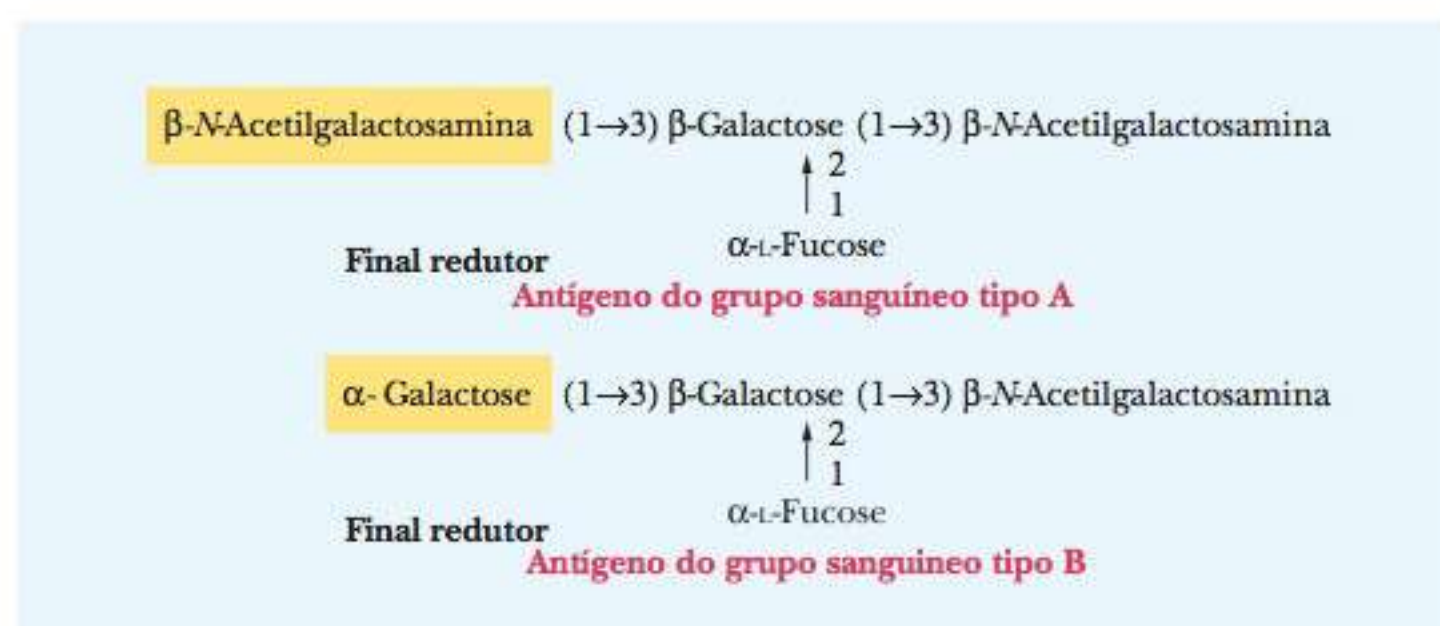 β-N-Acetilgalactosamina (1→3) β-Galactose (1→3) β-N-Acetilgalactosamina
↑ 2
1
α-L-Fucose
Final redutor
Antígeno do grupo sanguíneo tipo A
α- Galactose (1→3) β-Galactose (1→3) β-N-Acetilgalactosamina
↑ 2
1
α-L-Fucose
Final redutor
Antígeno do grupo sanguineo tipo B